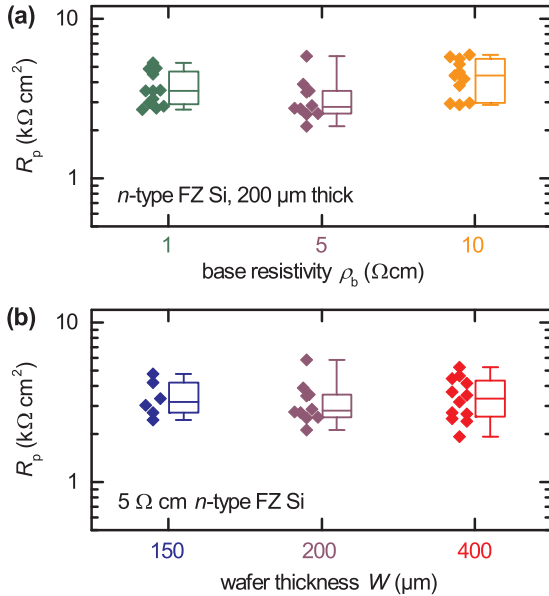 (a)
10
1
R_p (kΩ cm²)
n-type FZ Si, 200 µm thick
1 5 10
base resistivity ρ_b (Ωcm)
(b)
10
1
R_p (kΩ cm²)
5 Ω cm n-type FZ Si
150 200 400
wafer thickness W (µm)